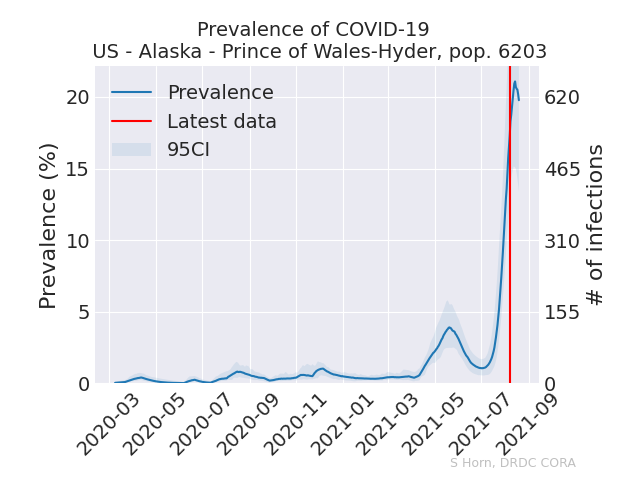 Prevalence of COVID-19
US - Alaska - Prince of Wales-Hyder, pop. 6203
Prevalence
Latest data
95CI
Prevalence (%)
20
15
10
5
0
# of infections
620
465
310
155
0
2020-03
2020-05
2020-07
2020-09
2020-11
2021-01
2021-03
2021-05
2021-07
2021-09
S Horn, DRDC CORA